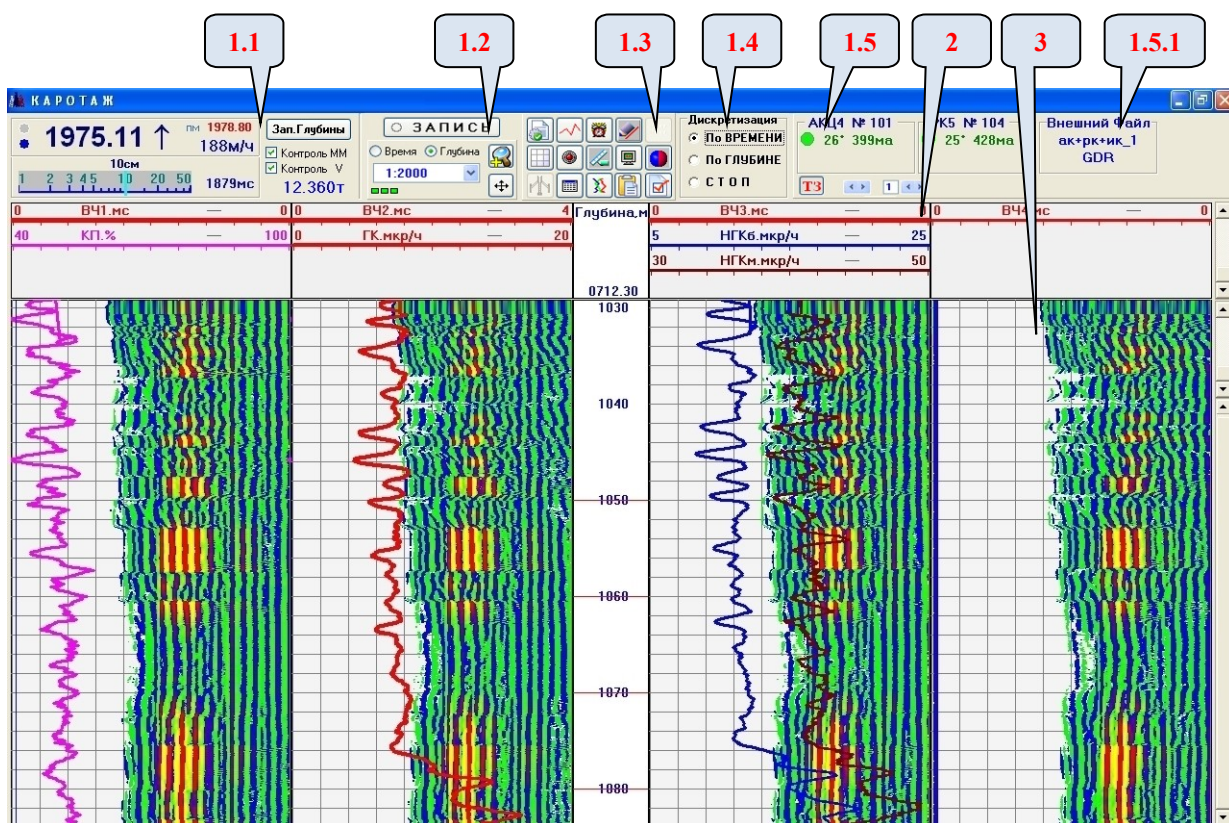 1.1 1.2 1.3 1.4 1.5 2 3 1.5.1
КАРОТАЖ
1975.11 ↑
пм 1978.80
188м/ч
10см
1 2 3 4 5 10 20 50
1879мс
Зап.Глубины
Контроль ММ
Контроль V
12.360т
ЗАПИСЬ
Время Глубина
1:2000
Дискретизация
По ВРЕМЕНИ
По ГЛУБИНЕ
СТОП
АКЦ4 № 101
26° 399ма
РК5 № 104
25° 428ма
ТЗ
1
Внешний Файл
ак+рк+ик_1
GDR
0 ВЧ1.мс — 0
40 КП.% — 100
0 ВЧ2.мс — 4
0 ГК.мкр/ч 20
Глубина,м
0712.30
0 ВЧ3.мс — 0
5 НГКб.мкр/ч — 25
30 НГКм.мкр/ч — 50
0 ВЧ4.мс — 0
1030
1040
1050
1060
1070
1080